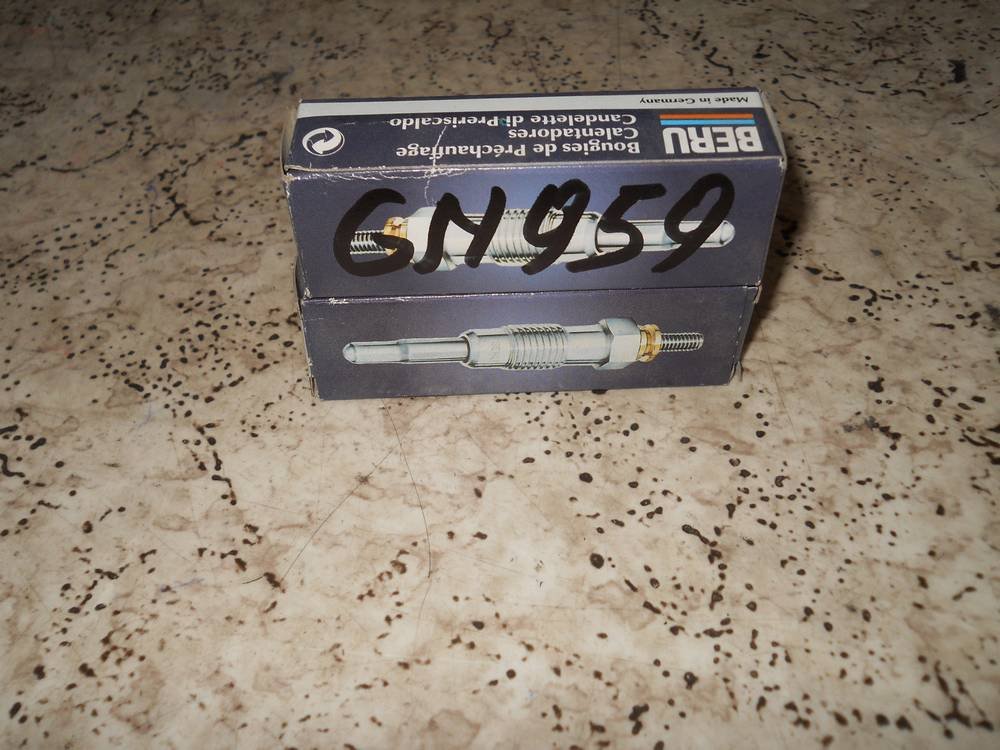 Made in Germany
BERU
Bougies de Préchauffage
Calentadores
Candelette di Preriscaldo
GN959